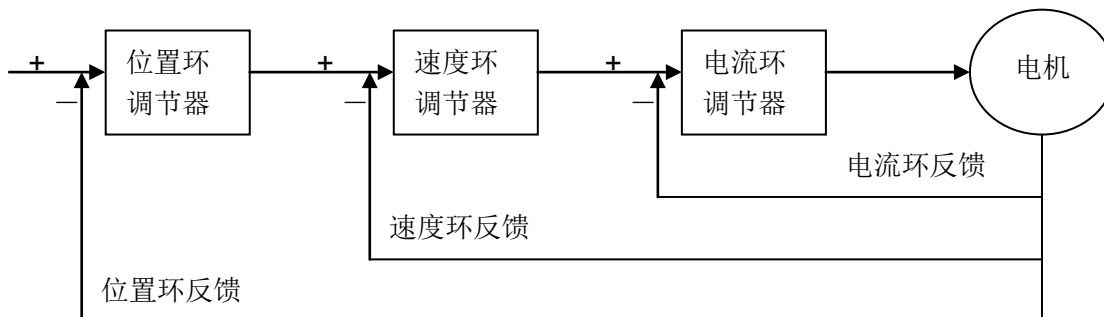 +
位置环
调节器
+
速度环
调节器
+
电流环
调节器
电机
—
—
—
电流环反馈
速度环反馈
位置环反馈